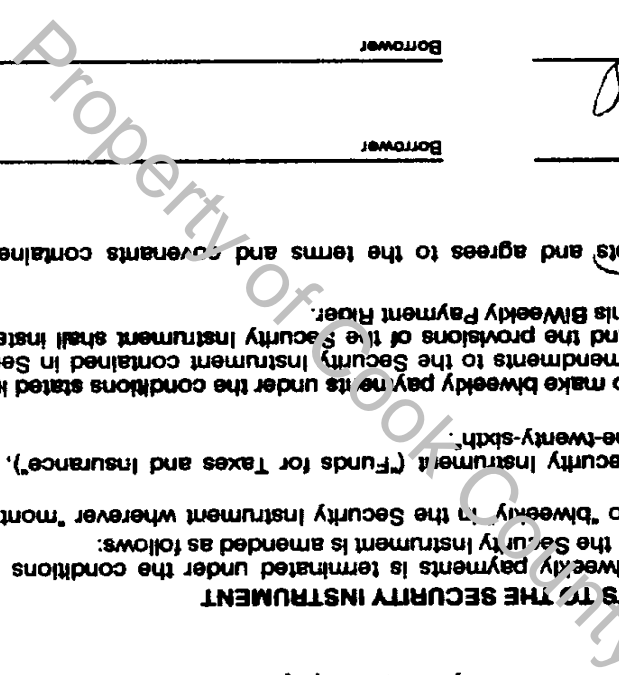 TS TO THE SECURITY INSTRUMENT
weekly payments is terminated under the conditions
the Security Instrument is amended as follows:
o "biweekly" in the Security Instrument wherever "mont
ecurity Instrument ("Funds for Taxes and Insurance"),
e-twenty-sixth".
o make biweekly payments under the conditions stated i
mendments to the Security Instrument contained in Se
nd the provisions of the Security Instrument shall inste
is BiWeekly Payment Rider.
ts and agrees to the terms and covenants containe
Borrower
Borrower
Property of Cook County